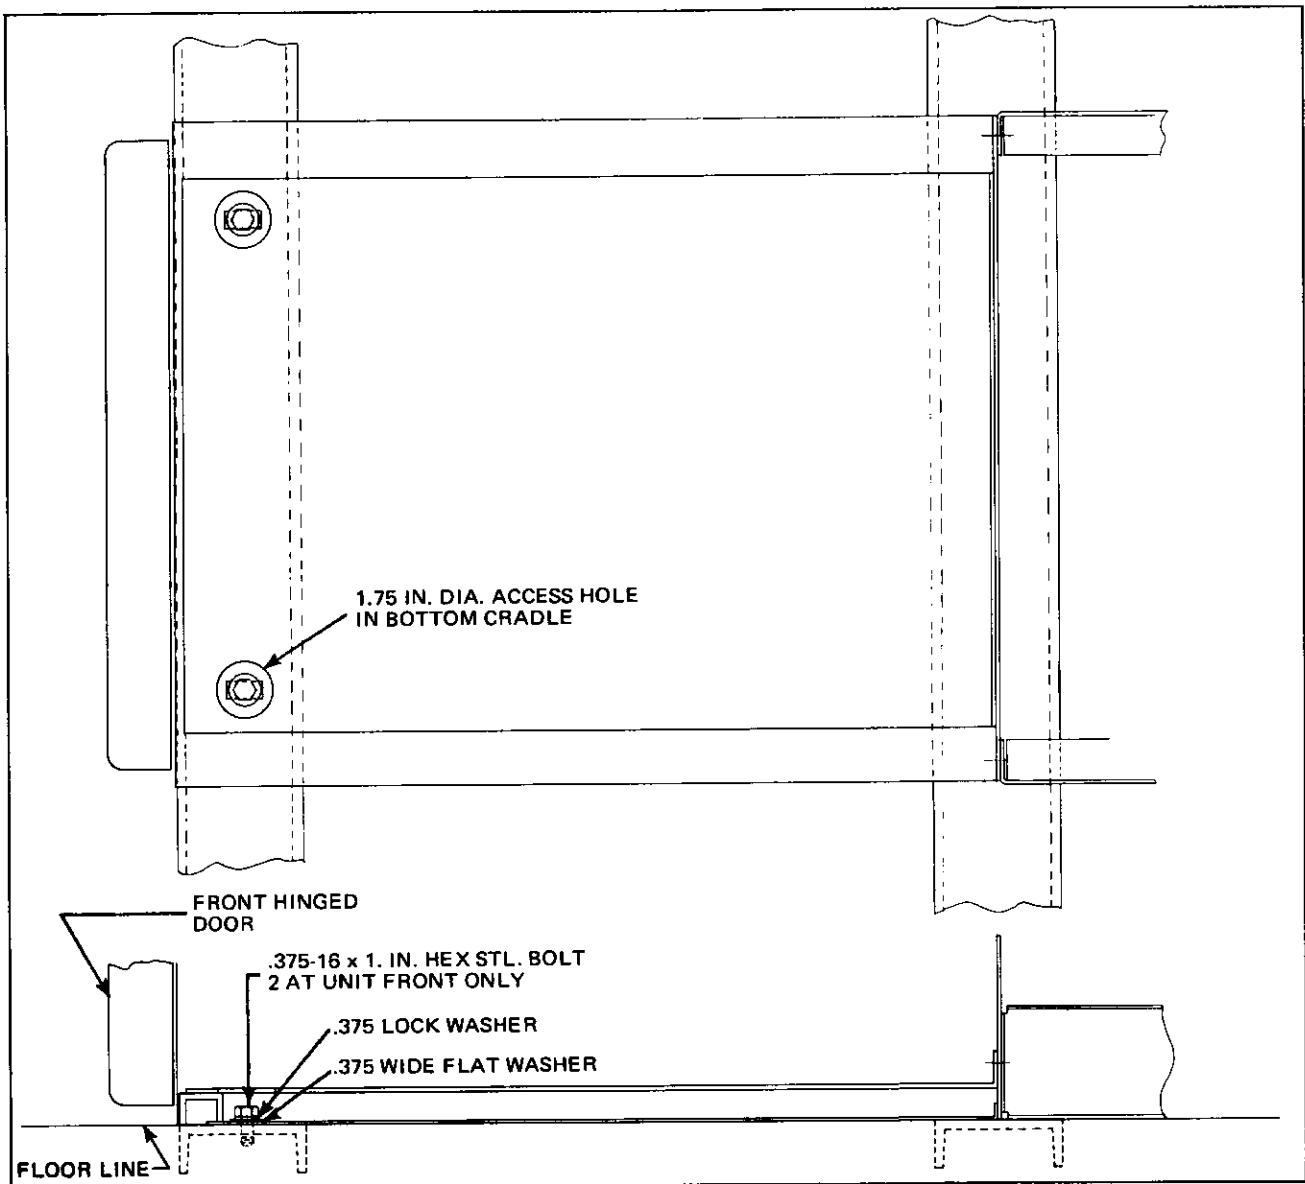 1.75 IN. DIA. ACCESS HOLE
IN BOTTOM CRADLE
FRONT HINGED
DOOR
.375-16 x 1. IN. HEX STL. BOLT
2 AT UNIT FRONT ONLY
.375 LOCK WASHER
.375 WIDE FLAT WASHER
FLOOR LINE